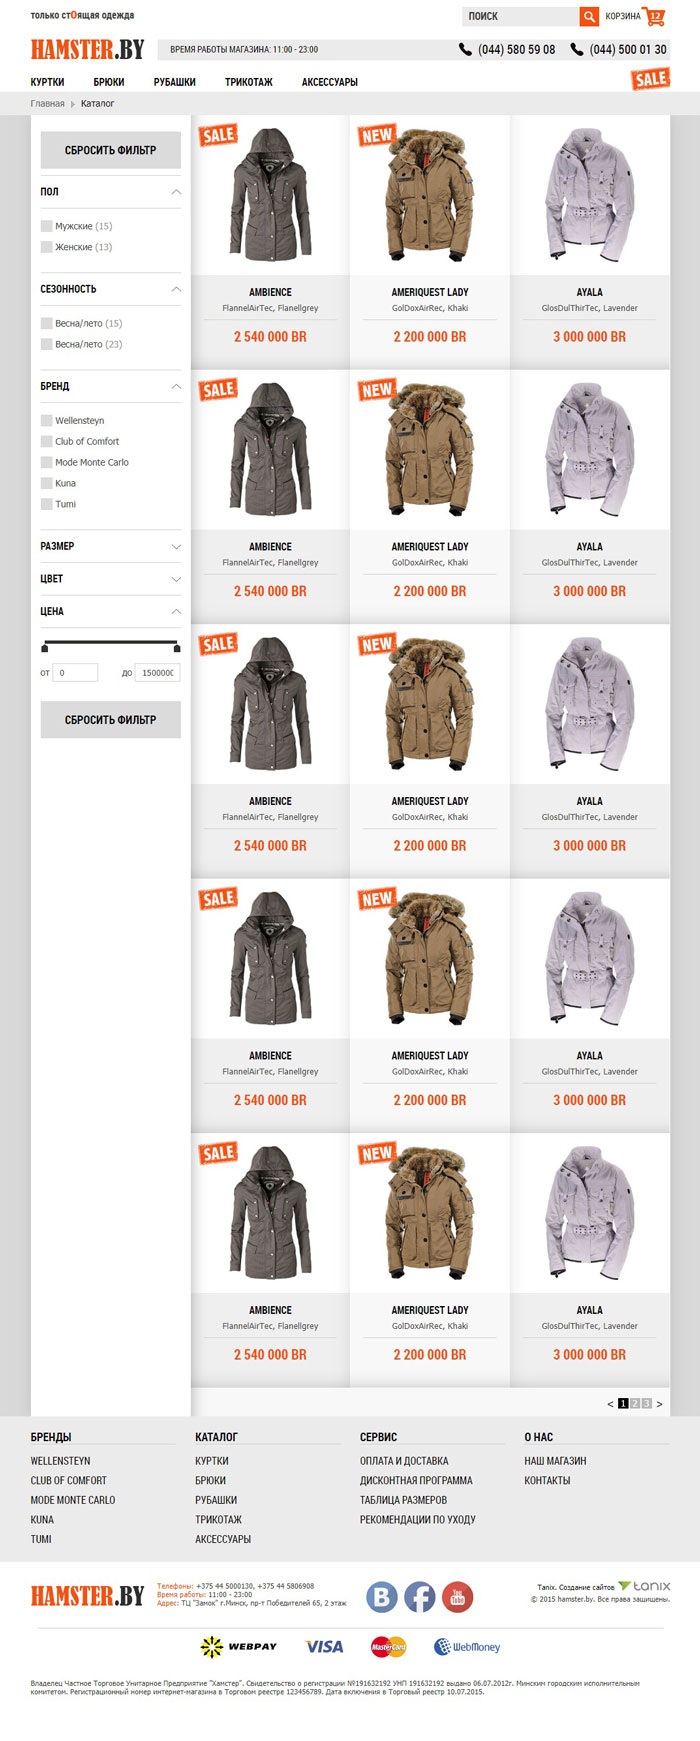 только стОящая одежда
ПОИСК
КОРЗИНА 12
HAMSTER.BY
ВРЕМЯ РАБОТЫ МАГАЗИНА: 11:00 - 23:00
(044) 580 59 08
(044) 500 01 30
КУРТКИ БРЮКИ РУБАШКИ ТРИКОТАЖ АКСЕССУАРЫ
SALE
Главная Каталог
СБРОСИТЬ ФИЛЬТР
ПОЛ
Мужские (15)
Женские (13)
СЕЗОННОСТЬ
Весна/лето (15)
Весна/лето (23)
БРЕНД
Wellensteyn
Club of Comfort
Mode Monte Carlo
Kuna
Tumi
РАЗМЕР
ЦВЕТ
ЦЕНА
от 0 до 1500000
СБРОСИТЬ ФИЛЬТР
SALE NEW
AMBIENCE AMERIQUEST LADY AYALA
FlannelAirTec, Flanellgrey GolDoxAirRec, Khaki GlosDulThirTec, Lavender
2 540 000 BR 2 200 000 BR 3 000 000 BR
SALE NEW
AMBIENCE AMERIQUEST LADY AYALA
FlannelAirTec, Flanellgrey GolDoxAirRec, Khaki GlosDulThirTec, Lavender
2 540 000 BR 2 200 000 BR 3 000 000 BR
SALE NEW
AMBIENCE AMERIQUEST LADY AYALA
FlannelAirTec, Flanellgrey GolDoxAirRec, Khaki GlosDulThirTec, Lavender
2 540 000 BR 2 200 000 BR 3 000 000 BR
SALE NEW
AMBIENCE AMERIQUEST LADY AYALA
FlannelAirTec, Flanellgrey GolDoxAirRec, Khaki GlosDulThirTec, Lavender
2 540 000 BR 2 200 000 BR 3 000 000 BR
SALE NEW
AMBIENCE AMERIQUEST LADY AYALA
FlannelAirTec, Flanellgrey GolDoxAirRec, Khaki GlosDulThirTec, Lavender
2 540 000 BR 2 200 000 BR 3 000 000 BR
< 1 2 3 >
БРЕНДЫ
WELLENSTEYN
CLUB OF COMFORT
MODE MONTE CARLO
KUNA
TUMI
КАТАЛОГ
КУРТКИ
БРЮКИ
РУБАШКИ
ТРИКОТАЖ
АКСЕССУАРЫ
СЕРВИС
ОПЛАТА И ДОСТАВКА
ДИСКОНТНАЯ ПРОГРАММА
ТАБЛИЦА РАЗМЕРОВ
РЕКОМЕНДАЦИИ ПО УХОДУ
О НАС
НАШ МАГАЗИН
КОНТАКТЫ
HAMSTER.BY
Телефоны: +375 44 5000130, +375 44 5806908
Время работы: 11:00 - 23:00
Адрес: ТЦ "Замок" г.Минск, пр-т Победителей 65, 2 этаж
В f You Tube
Tanix. Создание сайтов tanix
© 2015 hamster.by. Все права защищены.
WEBPAY VISA MasterCard WebMoney
Владелец Частное Торговое Унитарное Предприятие "Хамстер". Свидетельство о регистрации №191632192 УНП 191632192 выдано 06.07.2012г. Минским городским исполнительным
комитетом. Регистрационный номер интернет-магазина в Торговом реестре 123456789. Дата включения в Торговый реестр 10.07.2015.